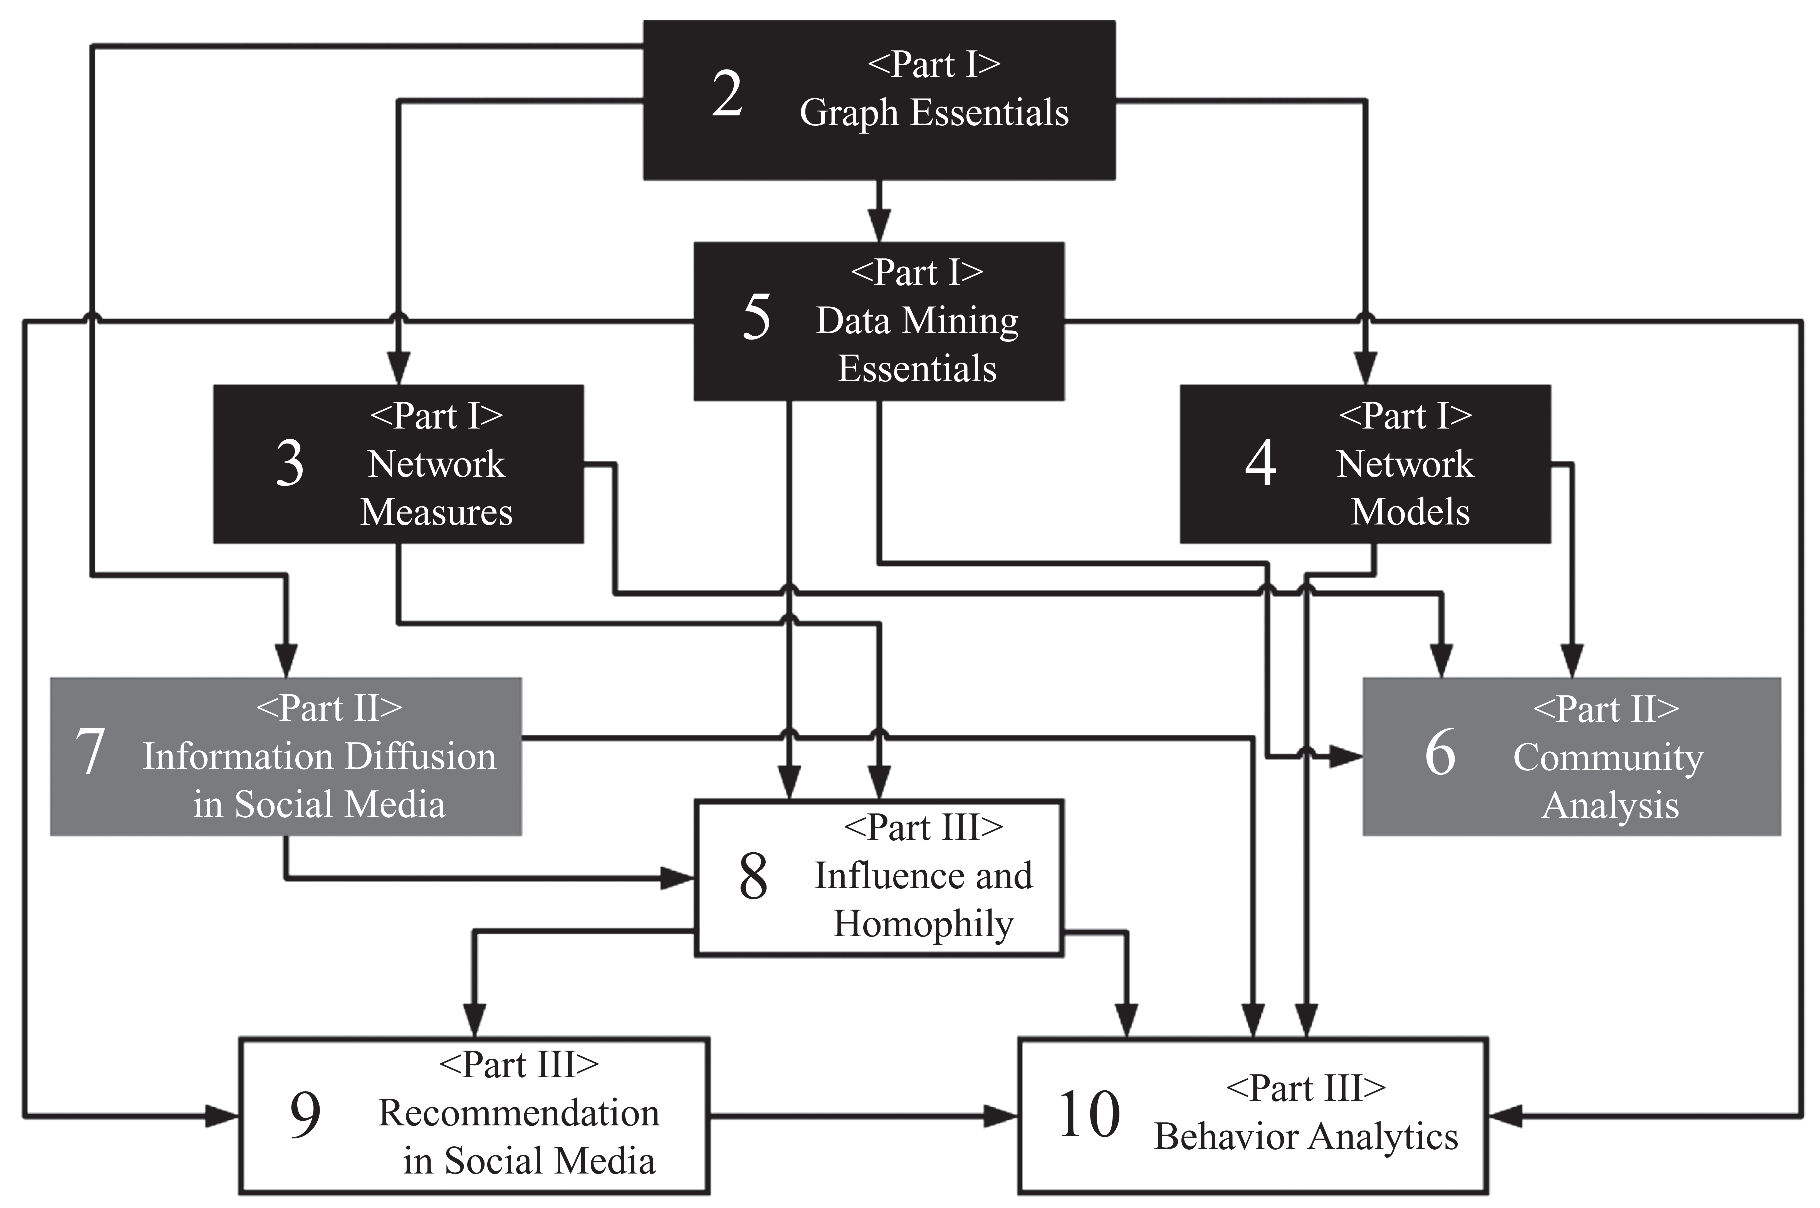 2
<Part I>
Graph Essentials
5
<Part I>
Data Mining
Essentials
3
<Part I>
Network
Measures
4
<Part I>
Network
Models
7
<Part II>
Information Diffusion
in Social Media
6
<Part II>
Community
Analysis
8
<Part III>
Influence and
Homophily
9
<Part III>
Recommendation
in Social Media
10
<Part III>
Behavior Analytics